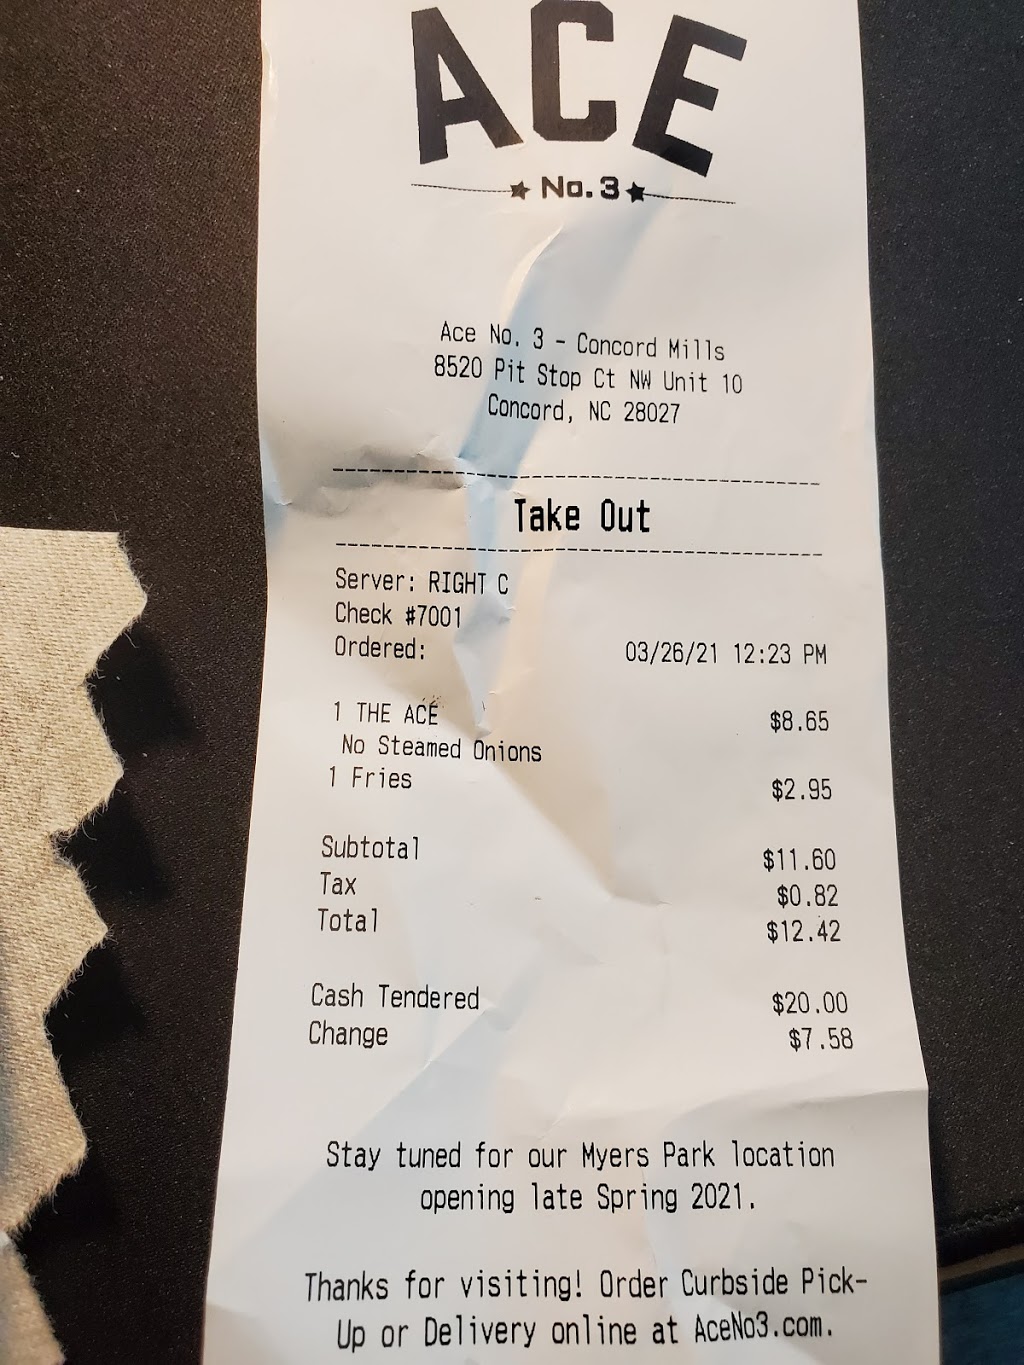 ACE
No. 3
Ace No. 3 - Concord Mills
8520 Pit Stop Ct NW Unit 10
Concord, NC 28027
Take Out
Server: RIGHT C
Check #7001
Ordered: 03/26/21 12:23 PM
1 THE ACE $8.65
No Steamed Onions
1 Fries $2.95
Subtotal $11.60
Tax $0.82
Total $12.42
Cash Tendered $20.00
Change $7.58
Stay tuned for our Myers Park location
opening late Spring 2021.
Thanks for visiting! Order Curbside Pick-
Up or Delivery online at AceNo3.com.